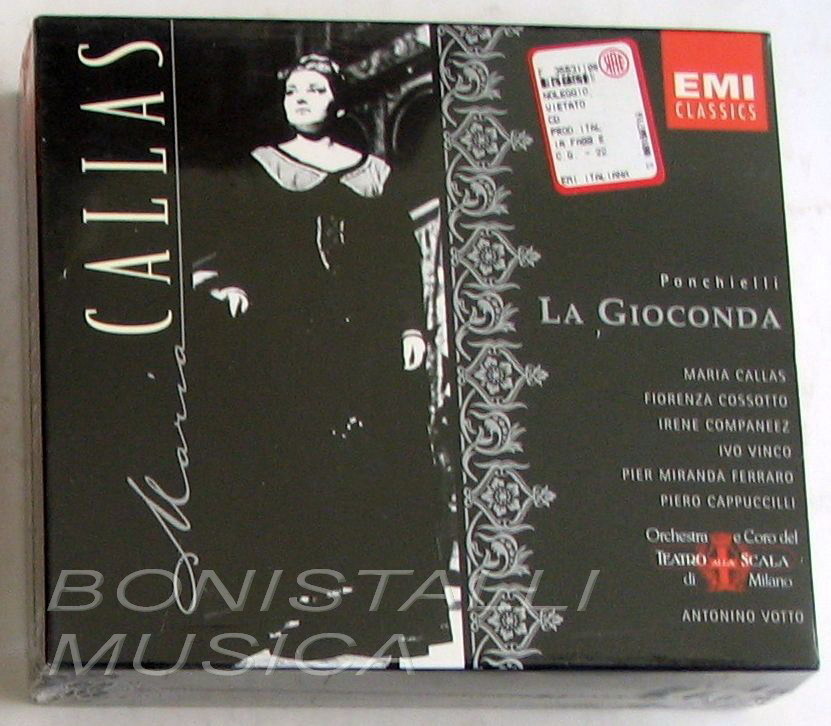 Maria CALLAS
EMI
CLASSICS
NOLEGGIO
VIETATO
CD
PROD. ITAL
EMI ITALIANA
Ponchielli
LA GIOCONDA
MARIA CALLAS
FIORENZA COSSOTTO
IRENE COMPANEEZ
IVO VINCO
PIER MIRANDA FERRARO
PIERO CAPPUCCILLI
Orchestra e Coro del
TEATRO ALLA SCALA
di Milano
ANTONINO VOTTO
BONISTALLI
MUSICA